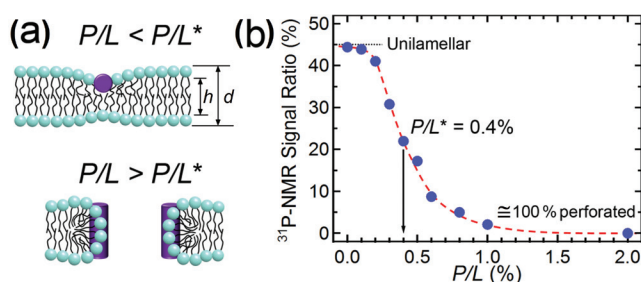 (a)
P/L < P/L*
h
d
P/L > P/L*
(b)
³¹P-NMR Signal Ratio (%)
50
40
30
20
10
0
Unilamellar
P/L* = 0.4%
≅100 % perforated
0.0 0.5 1.0 1.5 2.0
P/L (%)